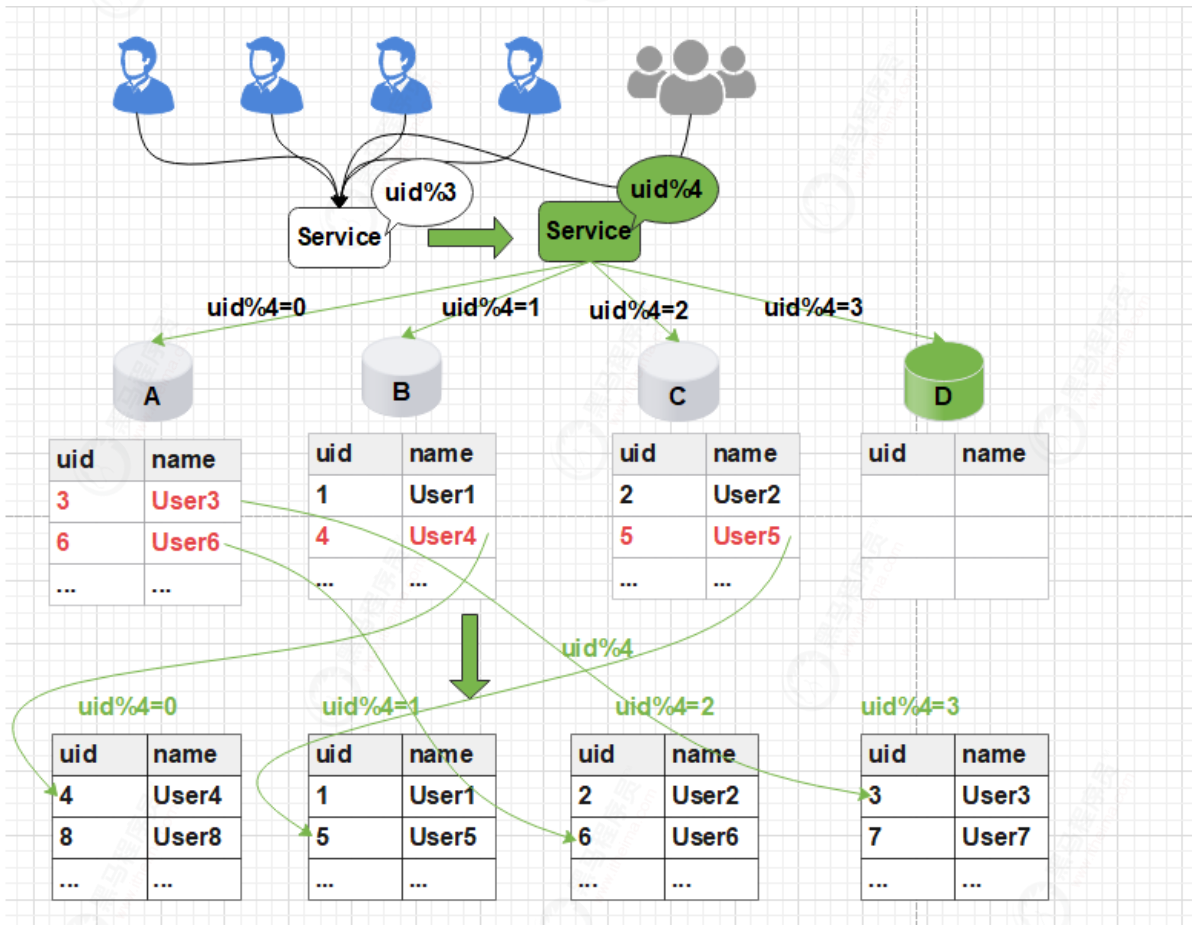 uid%3
uid%4
Service
Service
uid%4=0
uid%4=1
uid%4=2
uid%4=3
A
B
C
D
uid name
3 User3
6 User6
... ...
uid name
1 User1
4 User4
... ...
uid name
2 User2
5 User5
... ...
uid name
uid%4
uid%4=0
uid%4=1
uid%4=2
uid%4=3
uid name
4 User4
8 User8
... ...
uid name
1 User1
5 User5
... ...
uid name
2 User2
6 User6
... ...
uid name
3 User3
7 User7
... ...